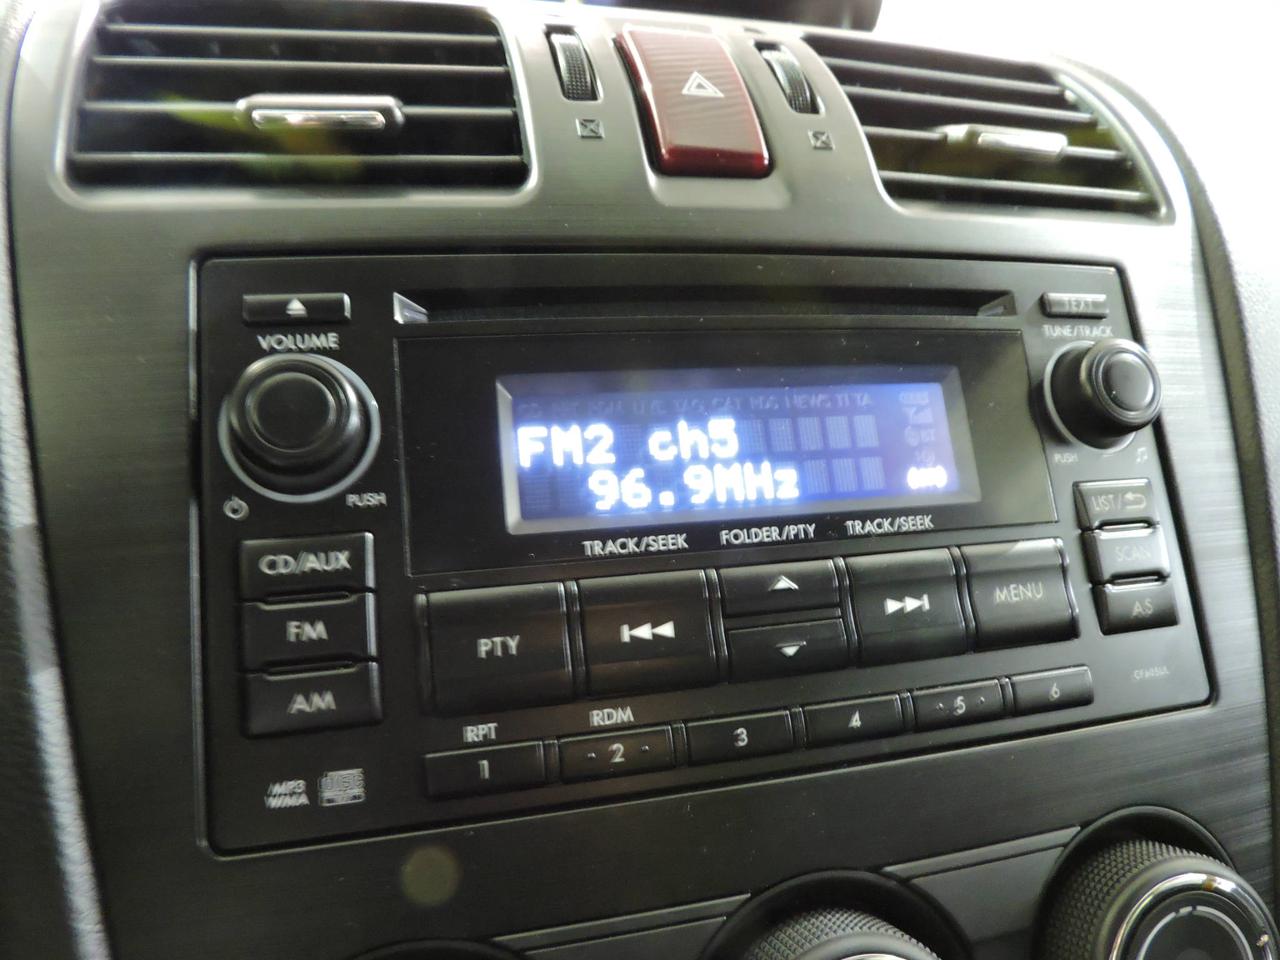 TEXT
VOLUME
TUNE/TRACK
FM2 ch5
96.9MHz
PUSH
PUSH
TRACK/SEEK FOLDER/PTY TRACK/SEEK
LIST/
CD/AUX
SCAN
FM
PTY
MENU
AS
AM
RPT
RDM
1 2 3 4 5 6
MP3
WMA